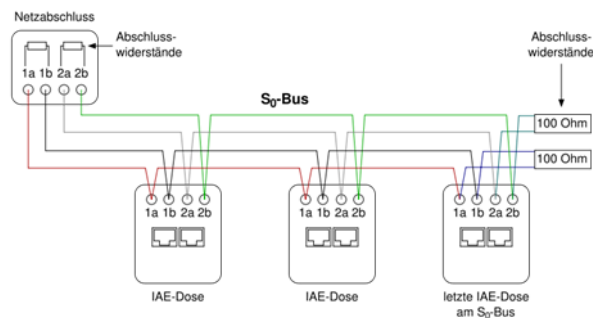 Netzabschluss
Abschluss-
widerstände
1a 1b 2a 2b
S₀-Bus
Abschluss-
widerstände
100 Ohm
100 Ohm
1a 1b 2a 2b
1a 1b 2a 2b
1a 1b 2a 2b
IAE-Dose
IAE-Dose
letzte IAE-Dose
am S₀-Bus